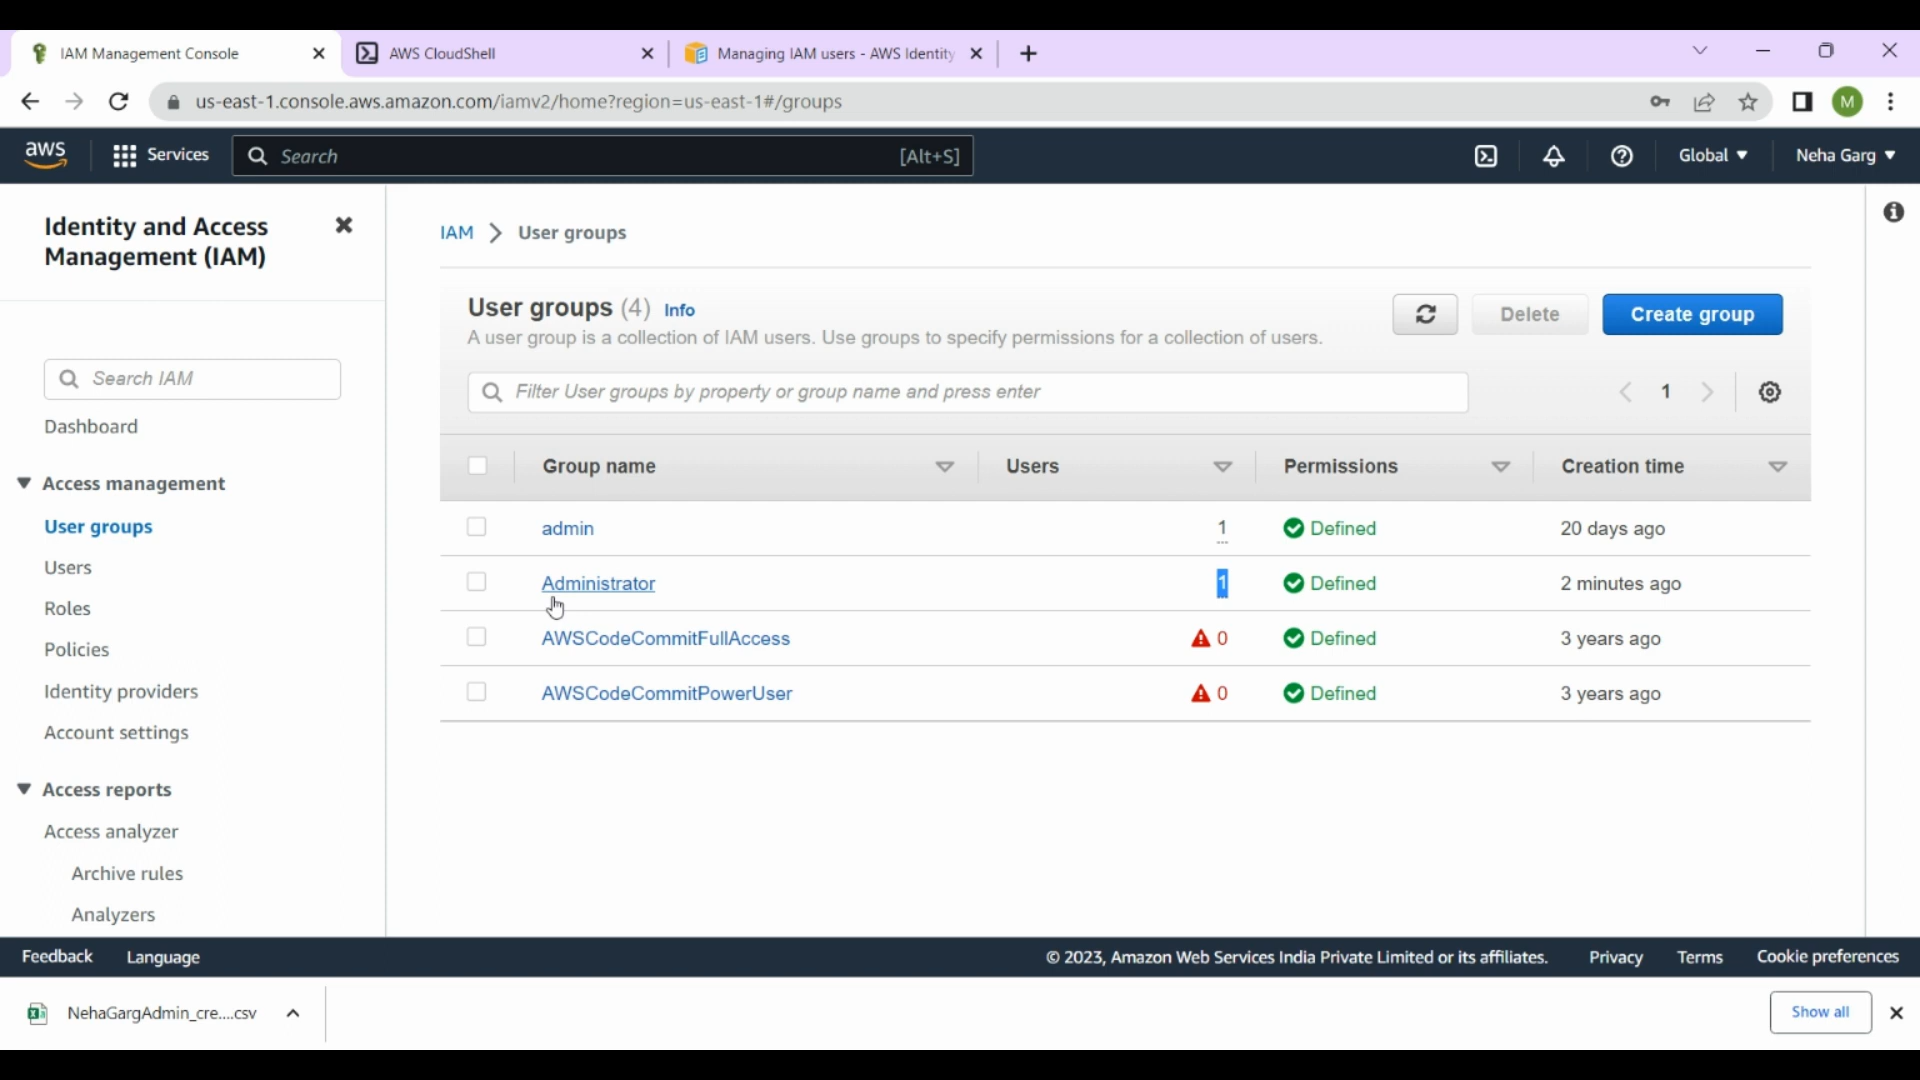 IAM Management Console
AWS CloudShell
Managing IAM users - AWS Identity
us-east-1.console.aws.amazon.com/iamv2/home?region=us-east-1#/groups
M
aws
Services
Search
[Alt+S]
Global
Neha Garg
Identity and Access
Management (IAM)
Search IAM
Dashboard
Access management
User groups
Users
Roles
Policies
Identity providers
Account settings
Access reports
Access analyzer
Archive rules
Analyzers
IAM > User groups
User groups (4) Info
A user group is a collection of IAM users. Use groups to specify permissions for a collection of users.
Delete
Create group
Filter User groups by property or group name and press enter
1
Group name Users Permissions Creation time
admin 1 Defined 20 days ago
Administrator 1 Defined 2 minutes ago
AWSCodeCommitFullAccess 0 Defined 3 years ago
AWSCodeCommitPowerUser 0 Defined 3 years ago
Feedback Language © 2023, Amazon Web Services India Private Limited or its affiliates. Privacy Terms Cookie preferences
NehaGargAdmin_cre....csv
Show all